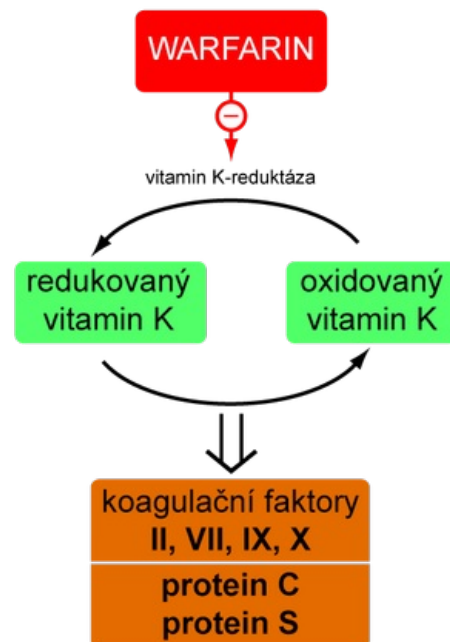 WARFARIN
−
vitamin K-reduktáza
redukovaný
vitamin K
oxidovaný
vitamin K
koagulační faktory
II, VII, IX, X
protein C
protein S